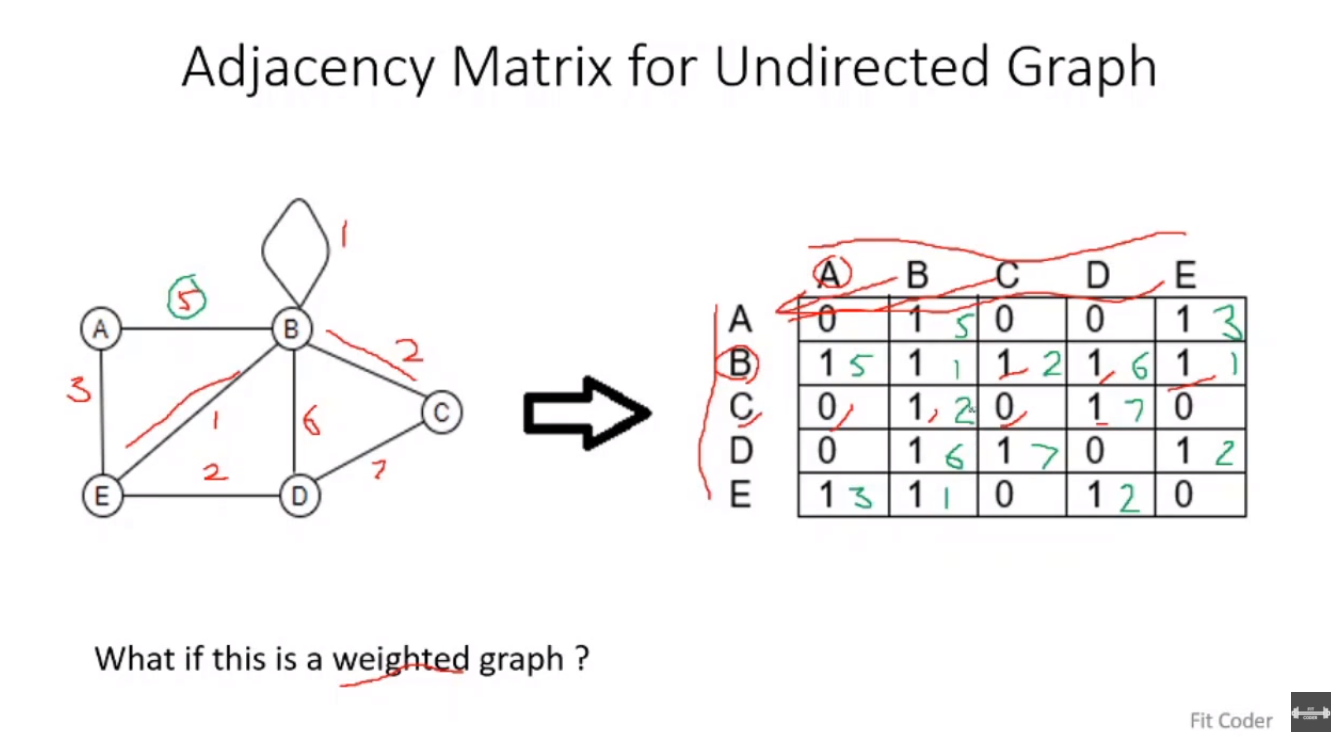 Adjacency Matrix for Undirected Graph
1
5
A B C D E
A B
A 0 1 5 0 0 1 3
3 2
B 1 5 1 1 1 2 1 6 1 1
1 6 C
C 0 1 2 0 1 7 0
2 7
D 0 1 6 1 7 0 1 2
E D
E 1 3 1 1 0 1 2 0
What if this is a weighted graph ?
Fit Coder